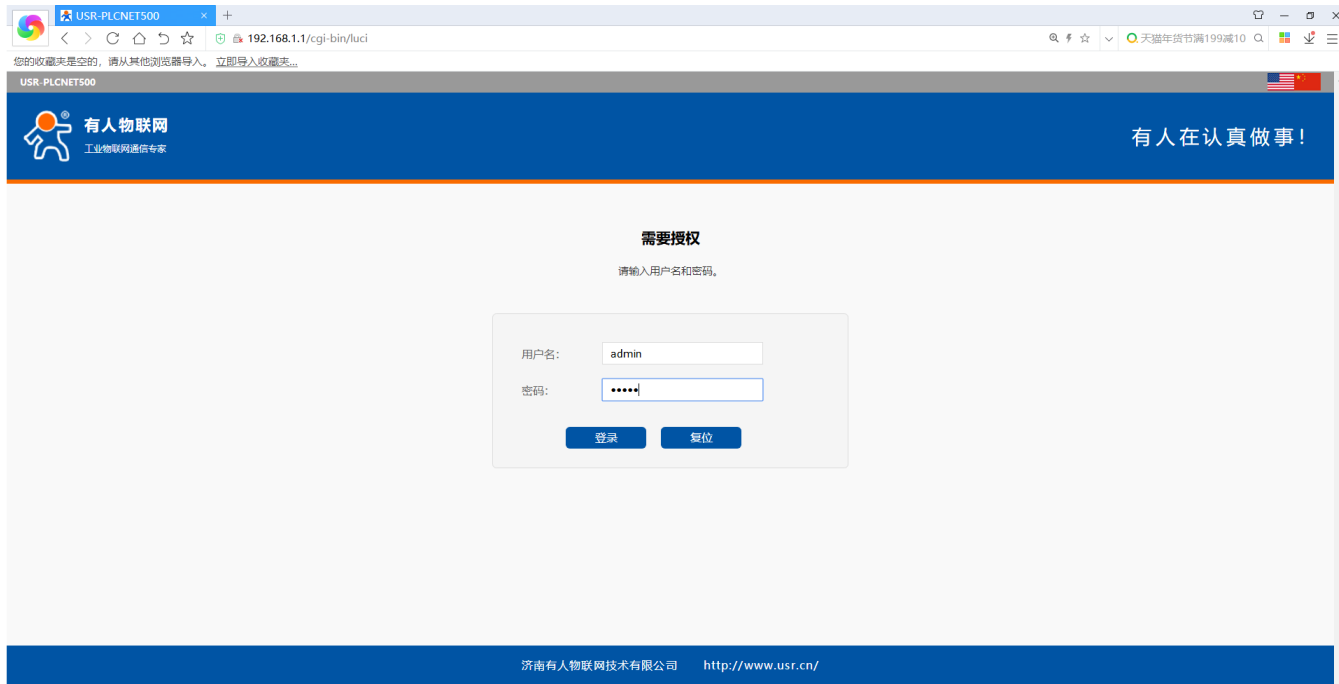 USR-PLCNET500
192.168.1.1/cgi-bin/luci
天猫年货节满199减10
您的收藏夹是空的，请从其他浏览器导入。 立即导入收藏夹...
USR-PLCNET500
有人物联网
®
工业物联网通信专家
有人在认真做事！
需要授权
请输入用户名和密码。
用户名： admin
密码： •••••
登录 复位
济南有人物联网技术有限公司 http://www.usr.cn/